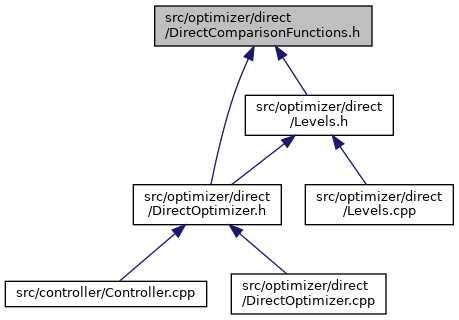 src/optimizer/direct
/DirectComparisonFunctions.h
src/optimizer/direct
/Levels.h
src/optimizer/direct
/DirectOptimizer.h
src/optimizer/direct
/Levels.cpp
src/controller/Controller.cpp
src/optimizer/direct
/DirectOptimizer.cpp